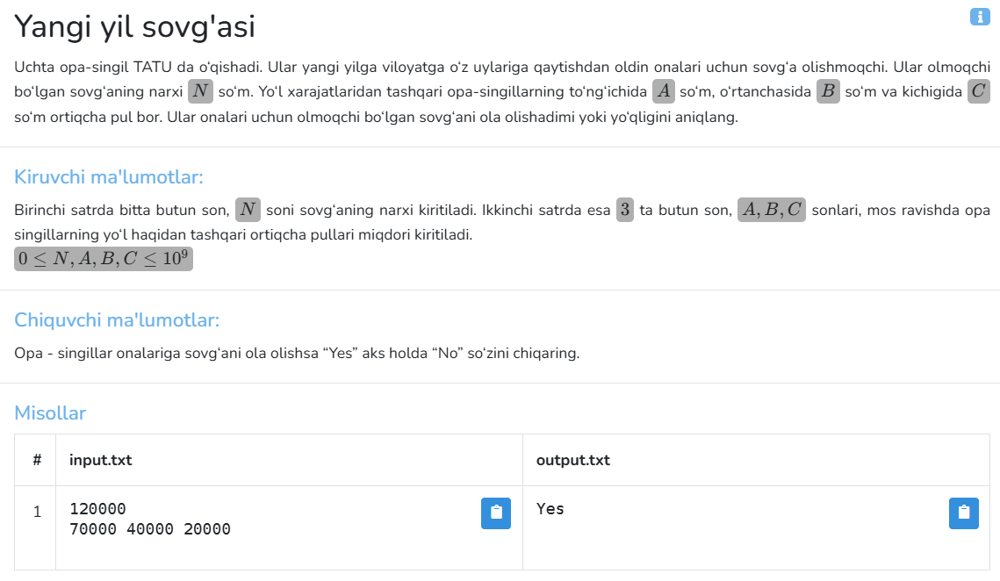 Yangi yil sovg'asi
Uchta opa-singil TATU da o‘qishadi. Ular yangi yilga viloyatga o‘z uylariga qaytishdan oldin onalari uchun sovg‘a olishmoqchi. Ular olmoqchi
bo‘lgan sovg‘aning narxi N so‘m. Yo‘l xarajatlaridan tashqari opa-singillarning to‘ng‘ichida A so‘m, o‘rtanchasida B so‘m va kichigida C
so‘m ortiqcha pul bor. Ular onalari uchun olmoqchi bo‘lgan sovg‘ani ola olishadimi yoki yo‘qligini aniqlang.
Kiruvchi ma'lumotlar:
Birinchi satrda bitta butun son, N soni sovg‘aning narxi kiritiladi. Ikkinchi satrda esa 3 ta butun son, A, B, C sonlari, mos ravishda opa
singillarning yo‘l haqidan tashqari ortiqcha pullari miqdori kiritiladi.
0 ≤ N, A, B, C ≤ 10⁹
Chiquvchi ma'lumotlar:
Opa - singillar onalariga sovg‘ani ola olishsa “Yes” aks holda “No” so‘zini chiqaring.
Misollar
# input.txt output.txt
1 120000 Yes
70000 40000 20000